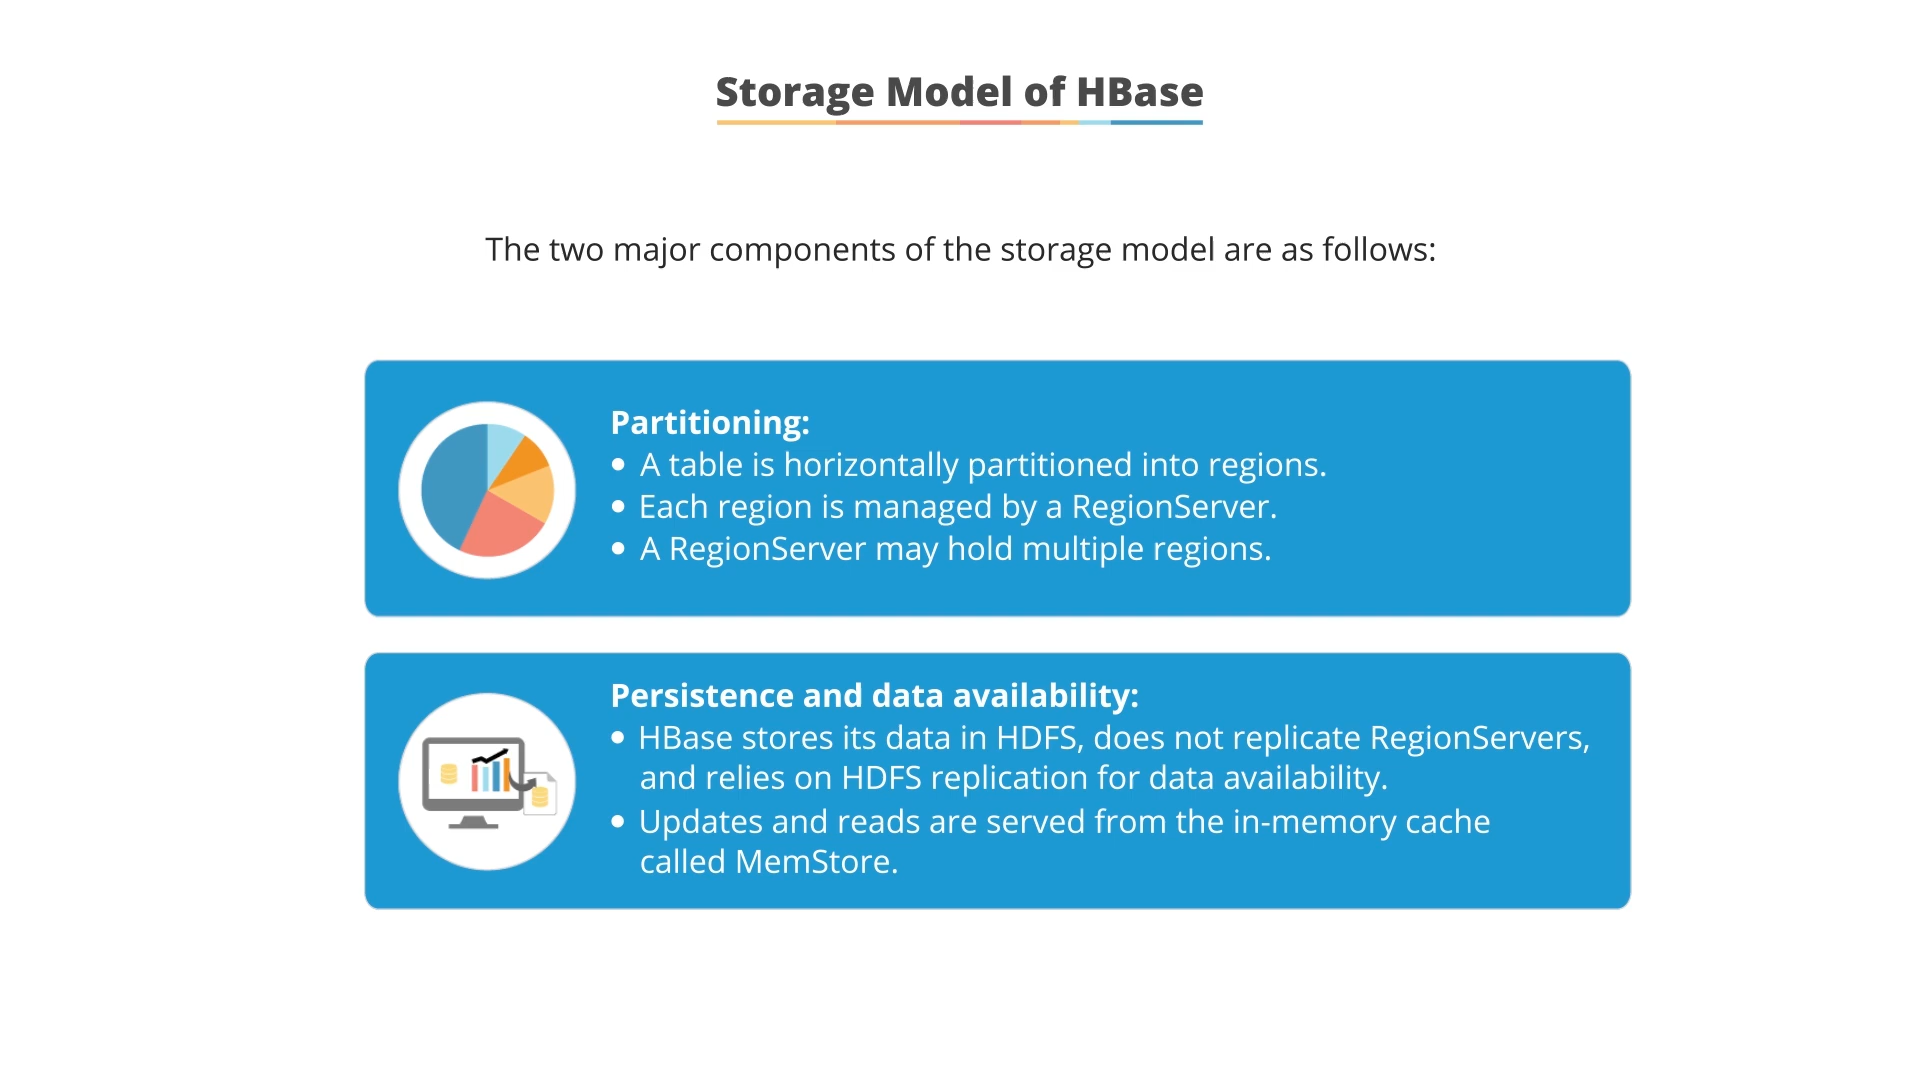 Storage Model of HBase
The two major components of the storage model are as follows:
Partitioning:
• A table is horizontally partitioned into regions.
• Each region is managed by a RegionServer.
• A RegionServer may hold multiple regions.
Persistence and data availability:
• HBase stores its data in HDFS, does not replicate RegionServers,
and relies on HDFS replication for data availability.
• Updates and reads are served from the in-memory cache
called MemStore.